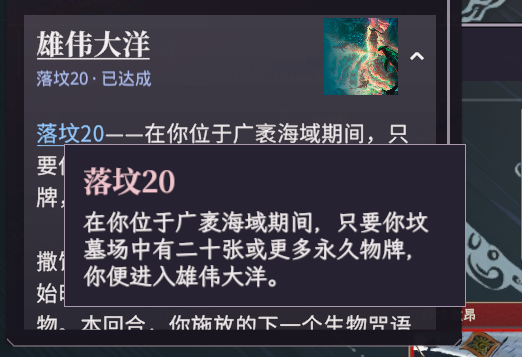 雄伟大洋
落坟20 · 已达成
落坟20——在你位于广袤海域期间，只
要
牌，
落坟20
在你位于广袤海域期间，只要你坟
墓场中有二十张或更多永久物牌，
你便进入雄伟大洋。
撒
始
物。本回合，你施放的下一个生物咒语
昂